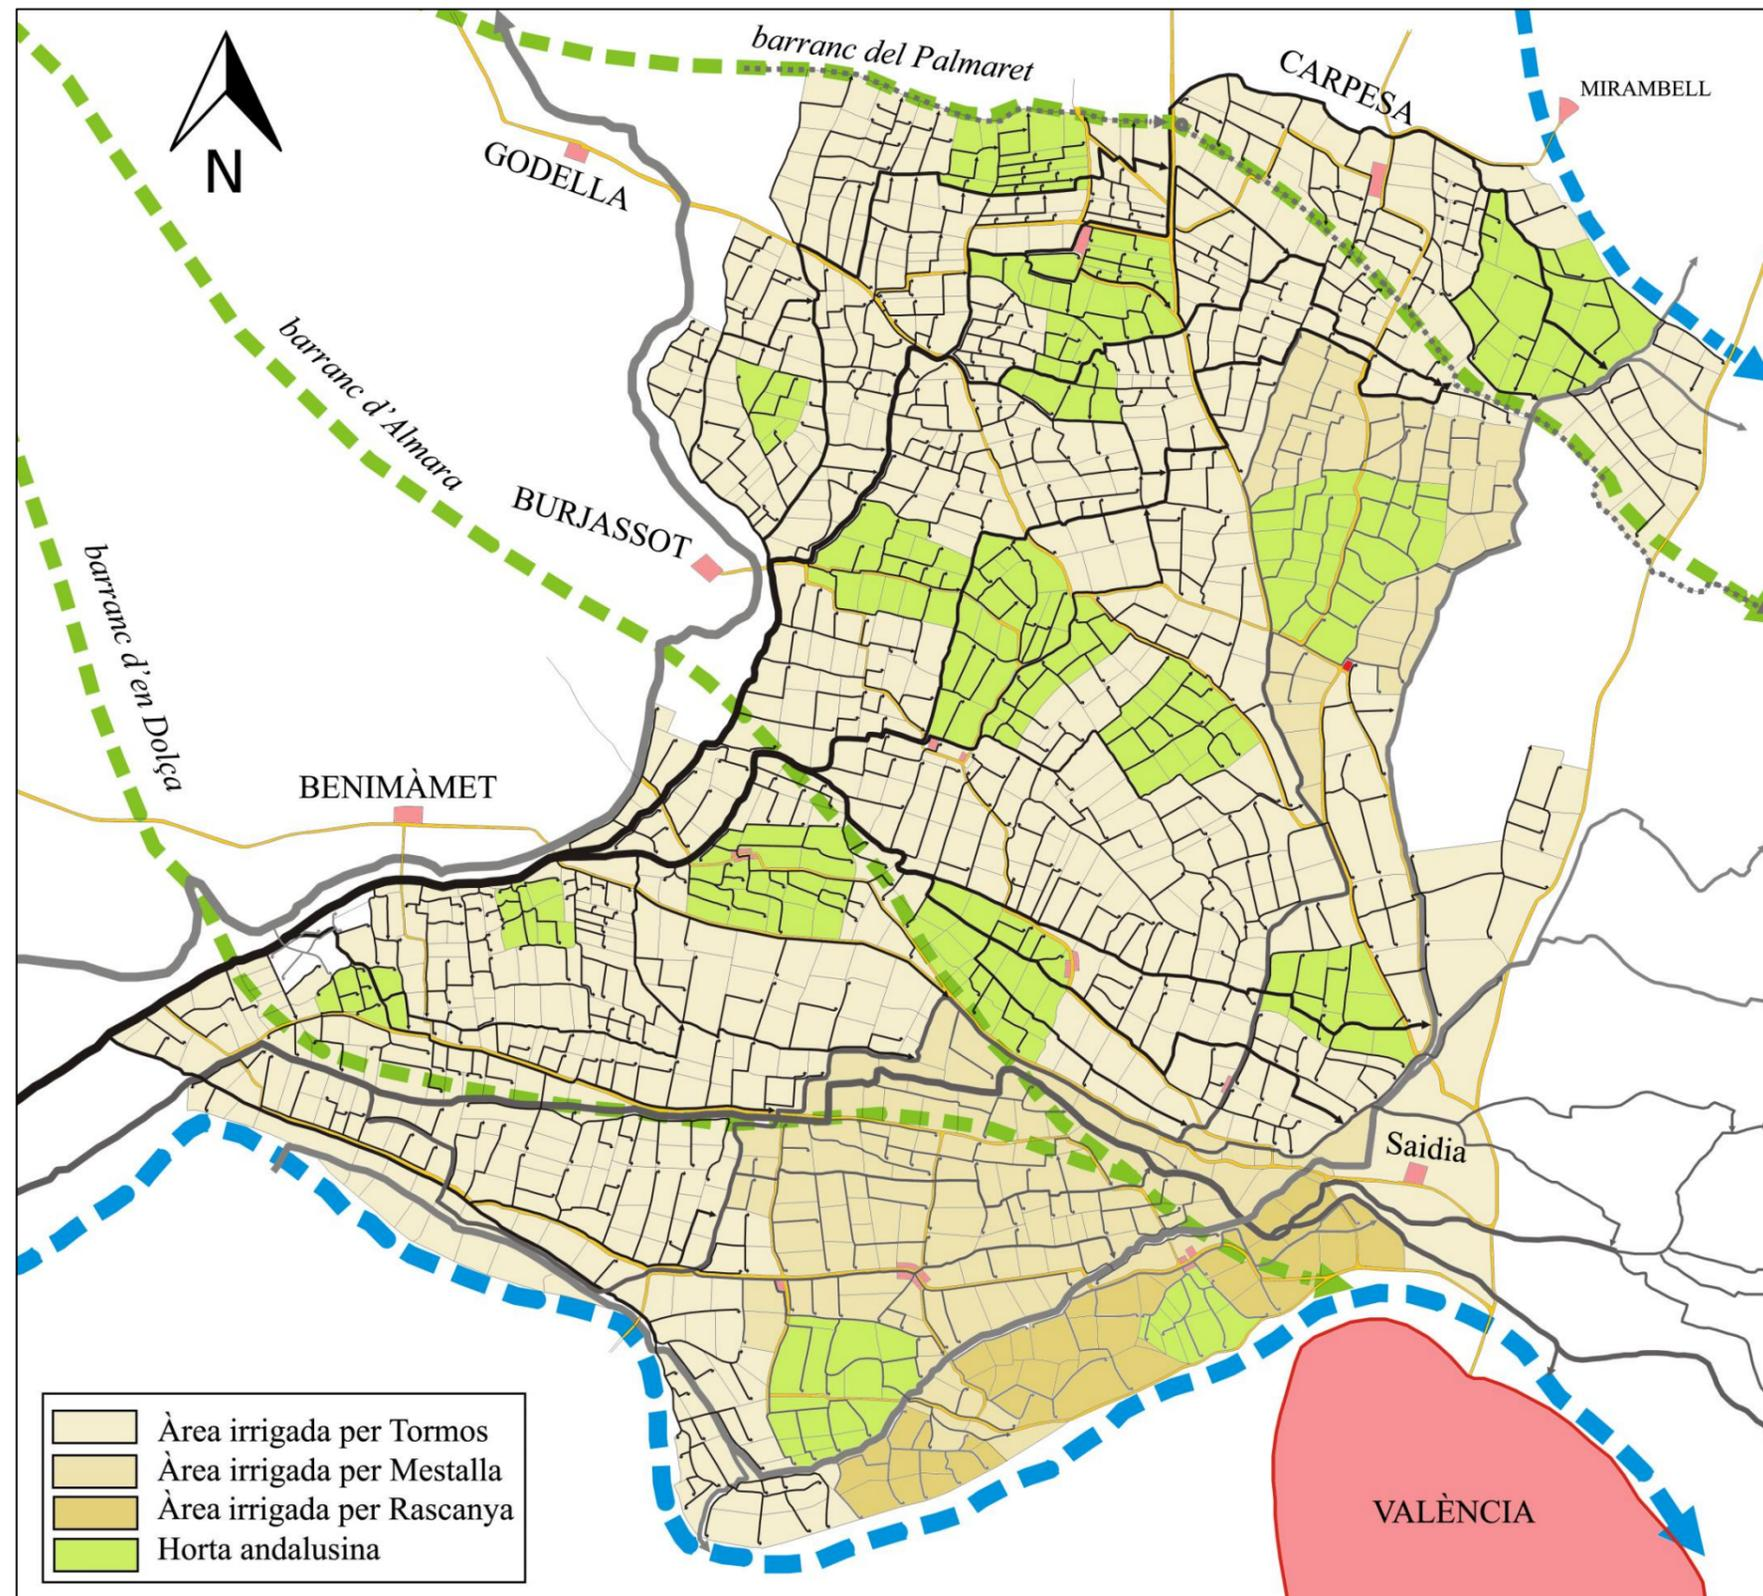 barranc del Palmaret
CARPESA
MIRAMBELL
N
GODELLA
barranc d'Almara
BURJASSOT
barranc d'en Dolça
BENIMÀMET
Saidia
Àrea irrigada per Tormos
Àrea irrigada per Mestalla
Àrea irrigada per Rascanya
Horta andalusina
VALÈNCIA